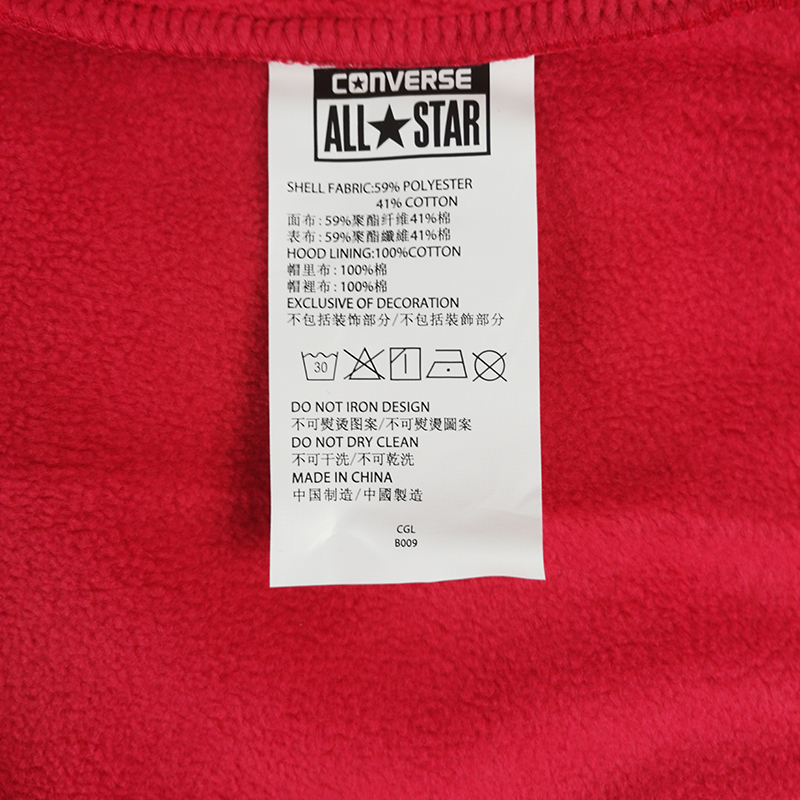 CONVERSE
ALL★STAR
SHELL FABRIC:59% POLYESTER
41% COTTON
面布:59%聚酯纤维41%棉
表布:59%聚酯纖維41%棉
HOOD LINING:100%COTTON
帽里布:100%棉
帽裡布:100%棉
EXCLUSIVE OF DECORATION
不包括装饰部分/不包括裝飾部分
30
DO NOT IRON DESIGN
不可熨烫图案/不可熨燙圖案
DO NOT DRY CLEAN
不可干洗/不可乾洗
MADE IN CHINA
中国制造/中國製造
CGL
B009